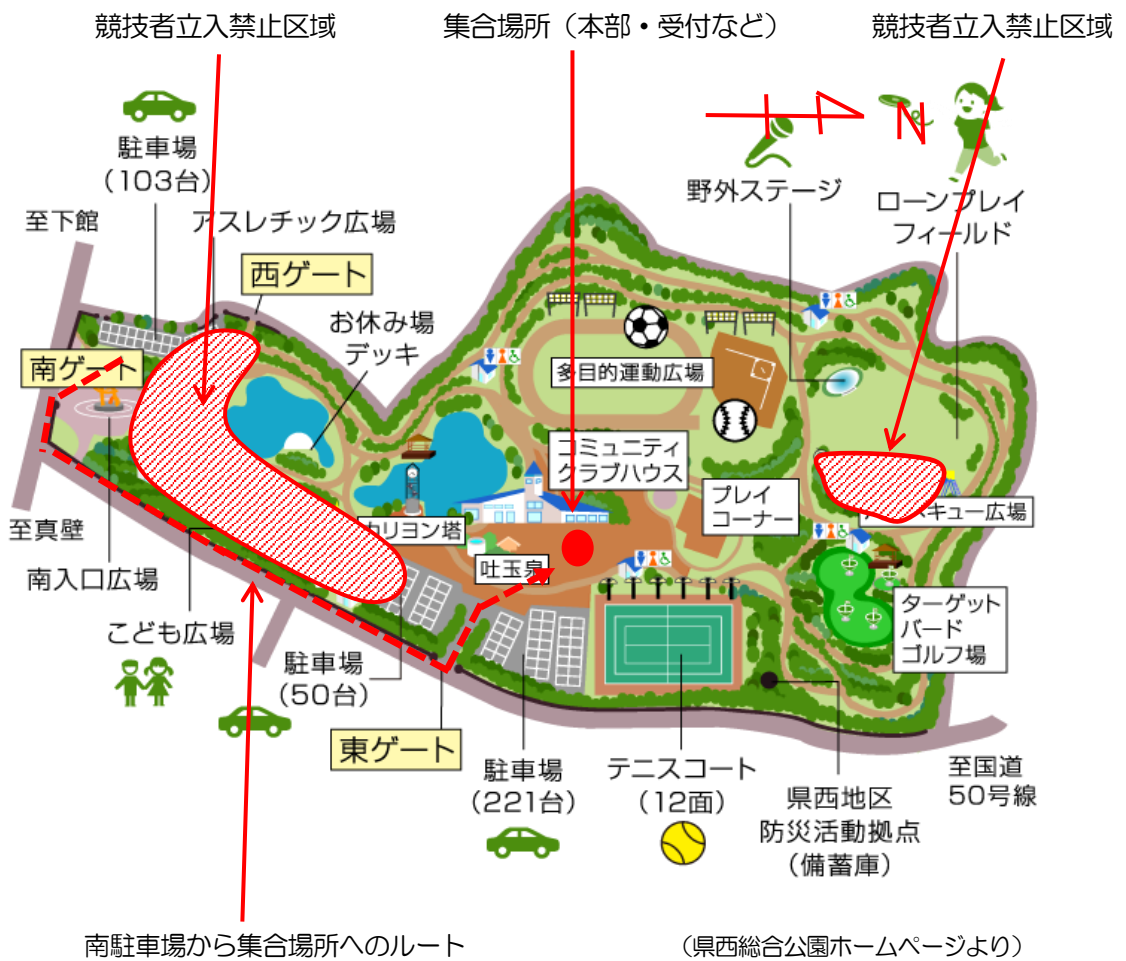 競技者立入禁止区域
集合場所（本部・受付など）
競技者立入禁止区域
N
駐車場
(103台)
野外ステージ
ローンプレイ
フィールド
至下館
アスレチック広場
西ゲート
お休み場
デッキ
南ゲート
多目的運動広場
コミュニティ
クラブハウス
プレイ
コーナー
カリヨン塔
キュー広場
至真壁
吐玉泉
南入口広場
ターゲット
バード
ゴルフ場
こども広場
駐車場
(50台)
東ゲート
駐車場
(221台)
テニスコート
(12面)
県西地区
防災活動拠点
(備蓄庫)
至国道
50号線
南駐車場から集合場所へのルート
（県西総合公園ホームページより）